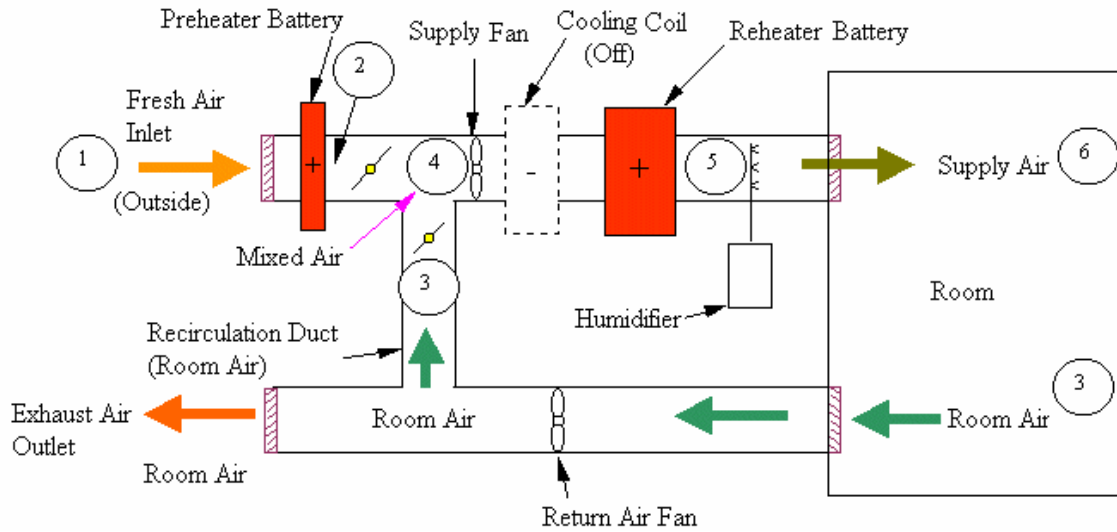 Preheater Battery
Supply Fan
Cooling Coil
(Off)
Reheater Battery
2
Fresh Air
Inlet
1
(Outside)
+
4
-
+
5
Supply Air
6
Mixed Air
3
Humidifier
Room
Recirculation Duct
(Room Air)
3
Exhaust Air
Outlet
Room Air
Room Air
Room Air
Return Air Fan